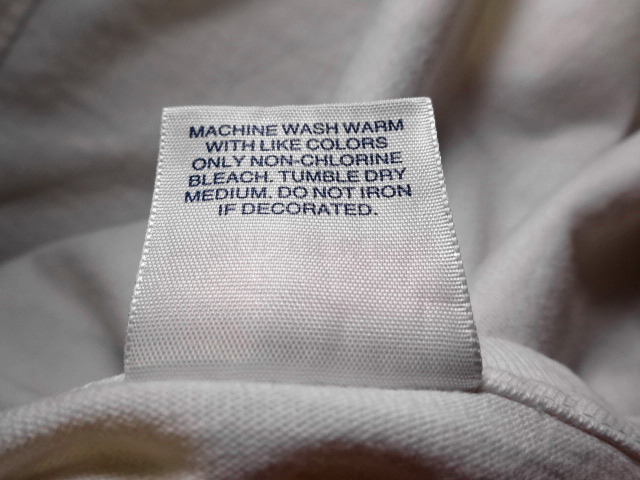 MACHINE WASH WARM
WITH LIKE COLORS
ONLY NON-CHLORINE
BLEACH. TUMBLE DRY
MEDIUM. DO NOT IRON
IF DECORATED.